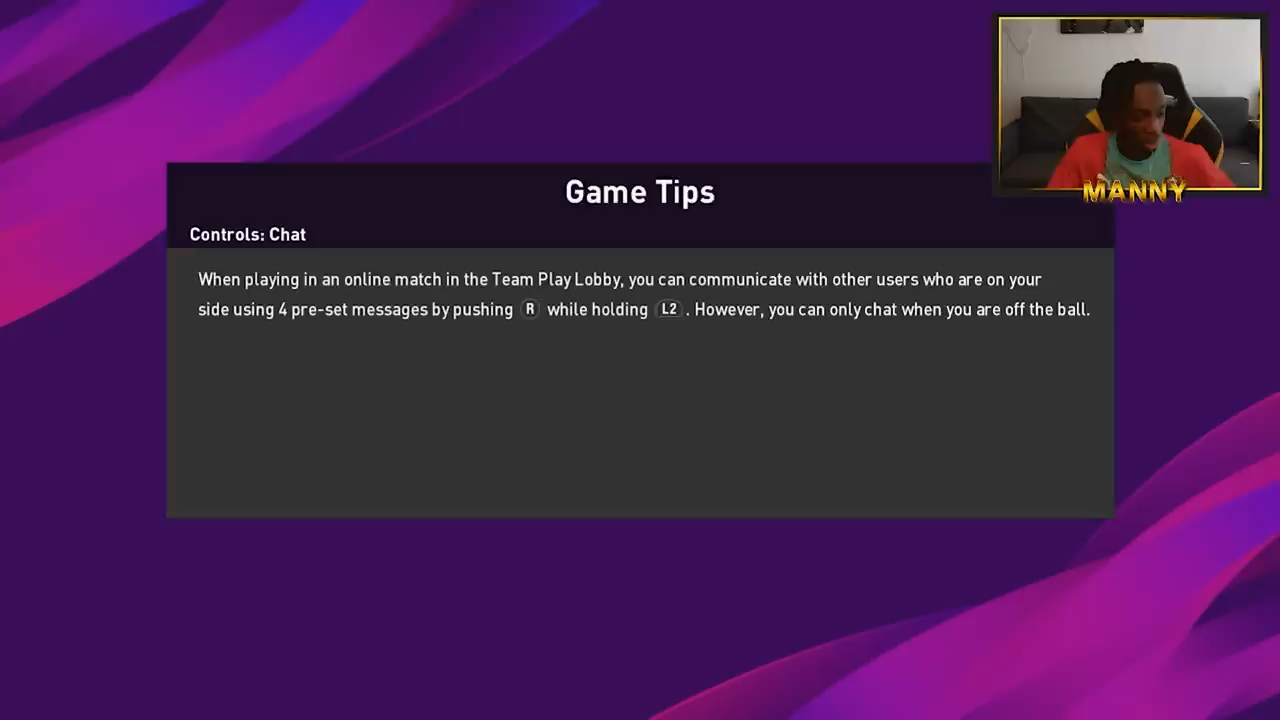 MANNY
Game Tips
Controls: Chat
When playing in an online match in the Team Play Lobby, you can communicate with other users who are on your
side using 4 pre-set messages by pushing R while holding L2. However, you can only chat when you are off the ball.